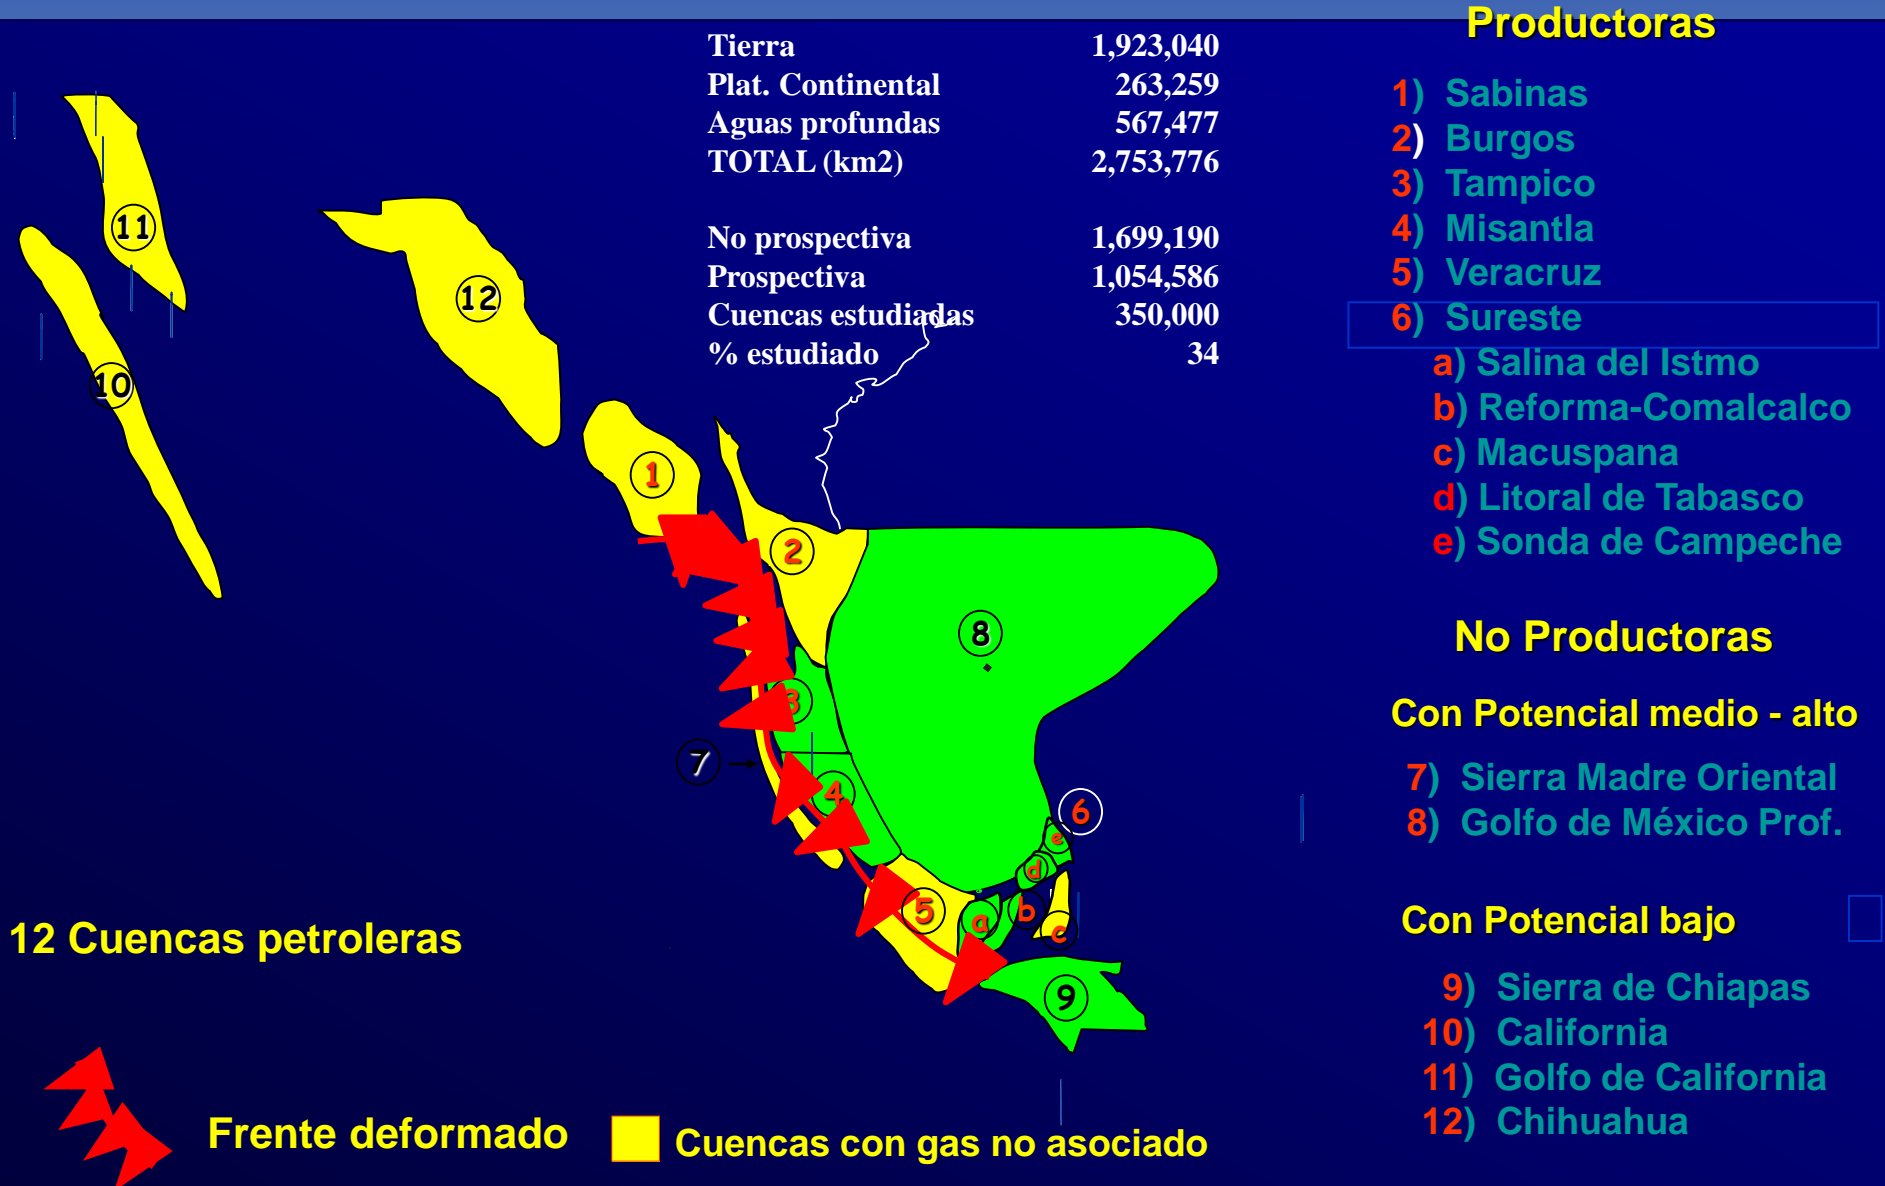 Productoras
Tierra 1,923,040
Plat. Continental 263,259
Aguas profundas 567,477
TOTAL (km2) 2,753,776
No prospectiva 1,699,190
Prospectiva 1,054,586
Cuencas estudiadas 350,000
% estudiado 34
1) Sabinas
2) Burgos
3) Tampico
4) Misantla
5) Veracruz
6) Sureste
a) Salina del Istmo
b) Reforma-Comalcalco
c) Macuspana
d) Litoral de Tabasco
e) Sonda de Campeche
No Productoras
Con Potencial medio - alto
7) Sierra Madre Oriental
8) Golfo de México Prof.
Con Potencial bajo
9) Sierra de Chiapas
10) California
11) Golfo de California
12) Chihuahua
11
12
10
1
2
8
3
7
4
6
e
d
5
a
b
c
9
12 Cuencas petroleras
Frente deformado
Cuencas con gas no asociado